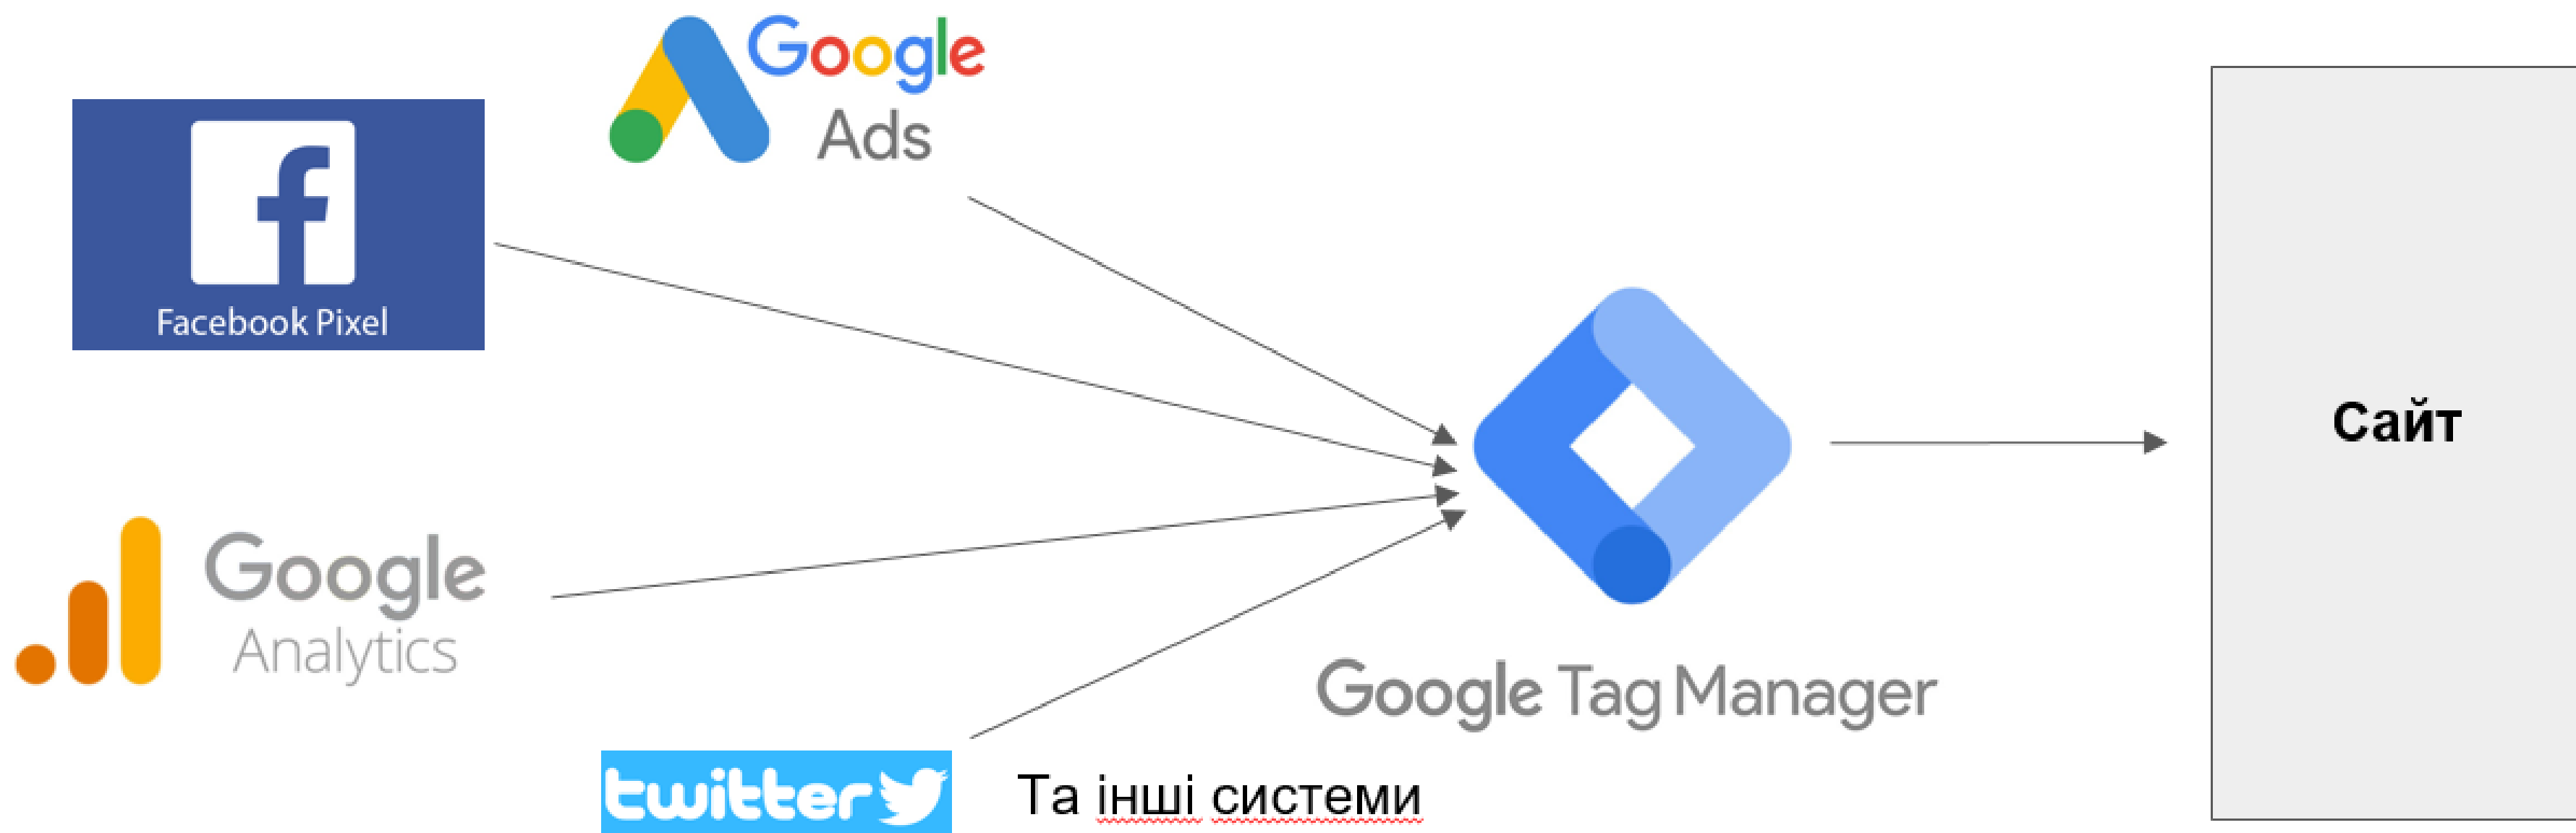 Google
Ads
Facebook Pixel
Google
Analytics
Google Tag Manager
Сайт
twitter
Та інші системи